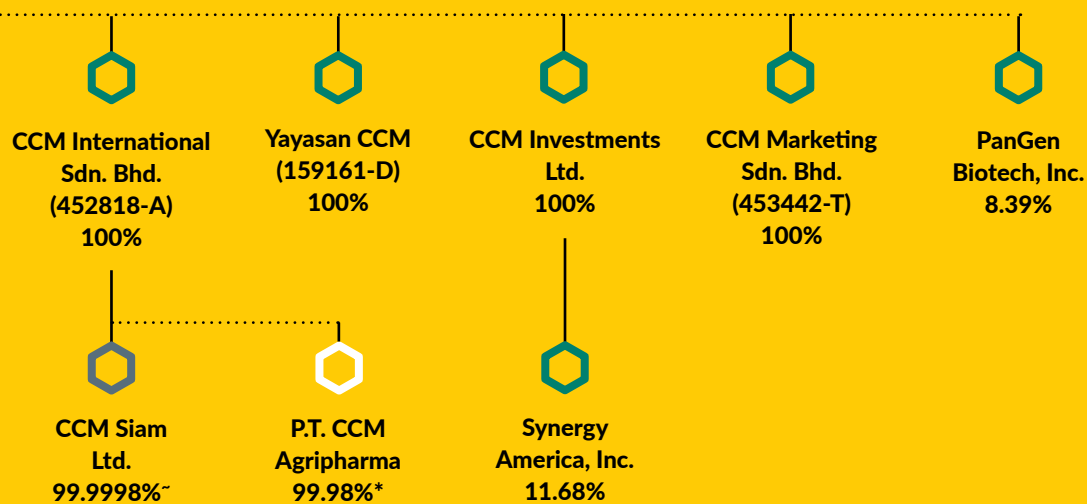 CCM International
Sdn. Bhd.
(452818-A)
100%
Yayasan CCM
(159161-D)
100%
CCM Investments
Ltd.
100%
CCM Marketing
Sdn. Bhd.
(453442-T)
100%
PanGen
Biotech, Inc.
8.39%
CCM Siam
Ltd.
99.9998%~
P.T. CCM
Agripharma
99.98%*
Synergy
America, Inc.
11.68%